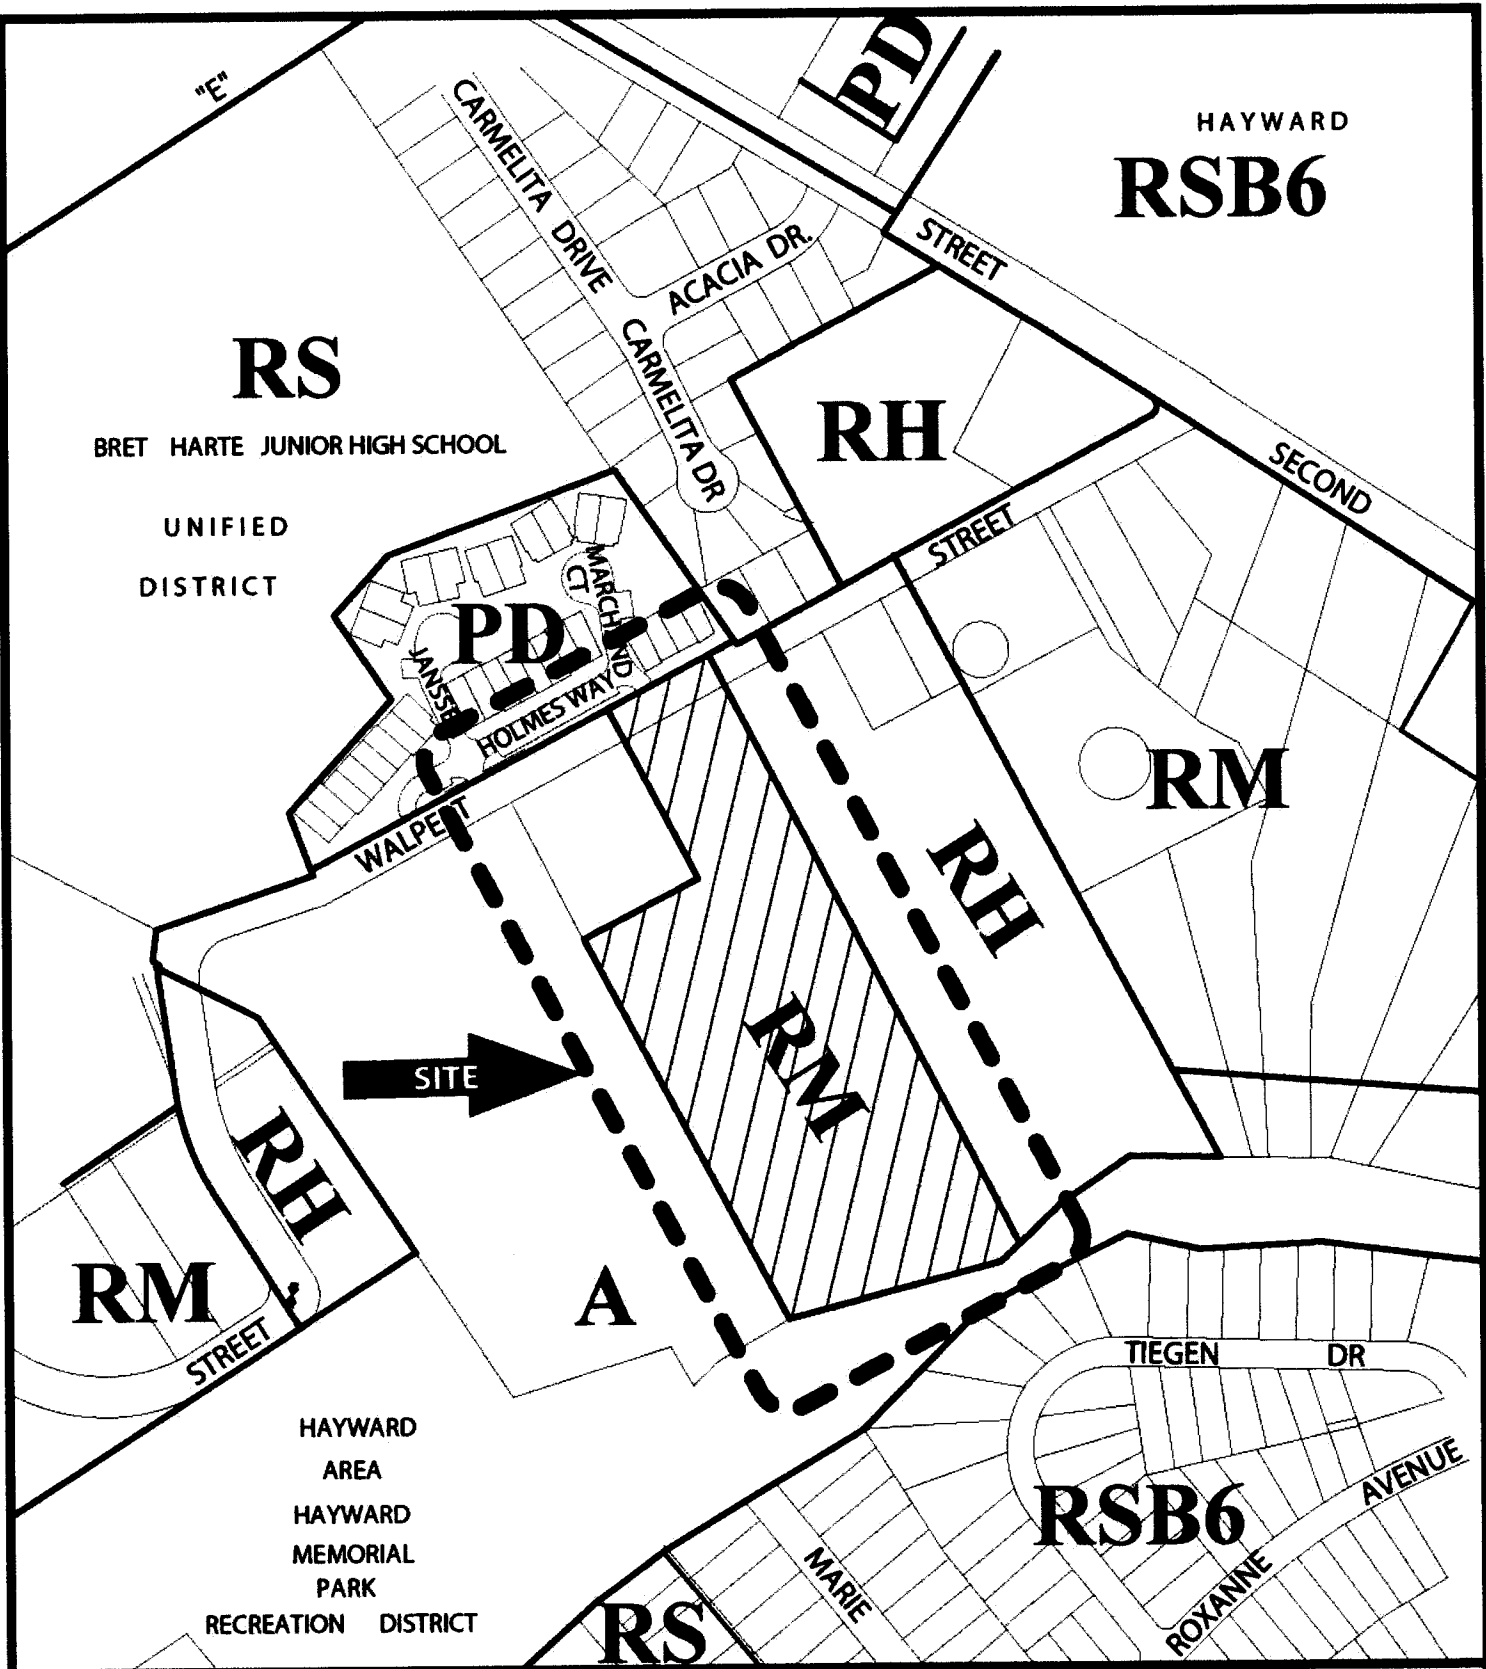 PD
"E"
HAYWARD
RSB6
CARMELITA DRIVE
ACACIA DR.
STREET
CARMELITA DR
RS
BRET HARTE JUNIOR HIGH SCHOOL
RH
SECOND
UNIFIED
STREET
DISTRICT
MARCHAND
CT
PD
JANSSE
HOLMES WAY
RM
WALPERT
RH
RM
SITE
RH
RM
A
STREET
TIEGEN DR
HAYWARD
AREA
HAYWARD
MEMORIAL
PARK
RECREATION DISTRICT
AVENUE
RSB6
MARIE
ROXANNE
RS